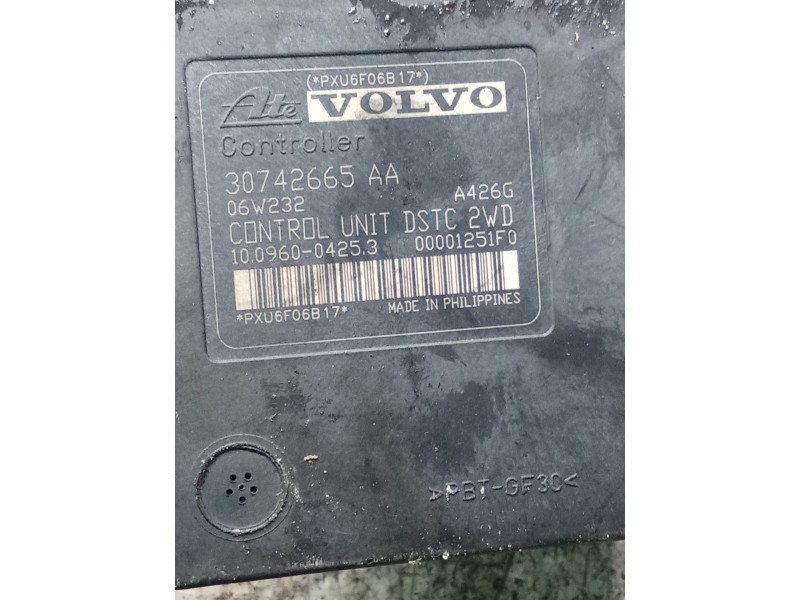 (*PXU6F06B17*)
Ate VOLVO
Controller
30742665 AA
06W232 A426G
CONTROL UNIT DSTC 2WD
10.0960-0425.3 00001251F0
*PXU6F06B17* MADE IN PHILIPPINES
>PBT-GF30<